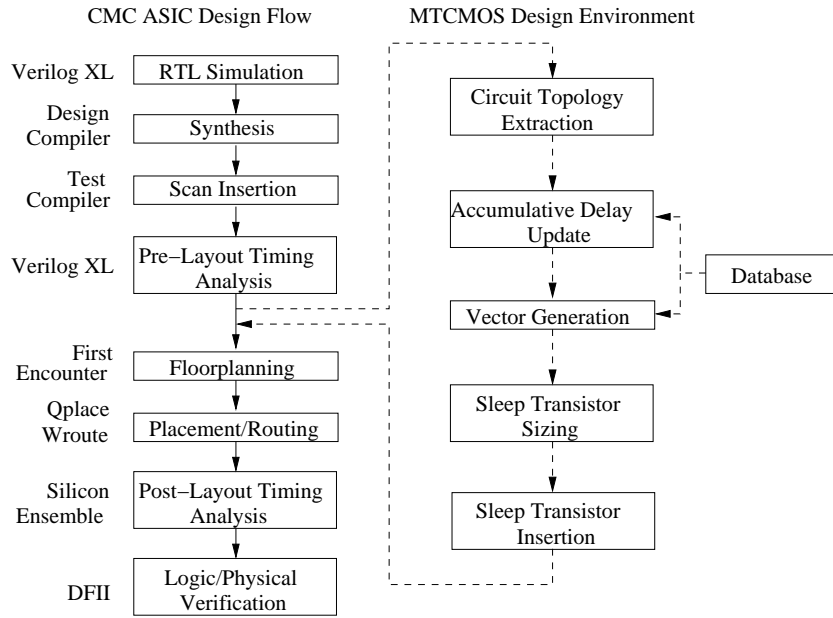 CMC ASIC Design Flow
MTCMOS Design Environment
Verilog XL
RTL Simulation
Design
Compiler
Synthesis
Test
Compiler
Scan Insertion
Verilog XL
Pre−Layout Timing
Analysis
First
Encounter
Floorplanning
Qplace
Wroute
Placement/Routing
Silicon
Ensemble
Post−Layout Timing
Analysis
DFII
Logic/Physical
Verification
Circuit Topology
Extraction
Accumulative Delay
Update
Database
Vector Generation
Sleep Transistor
Sizing
Sleep Transistor
Insertion